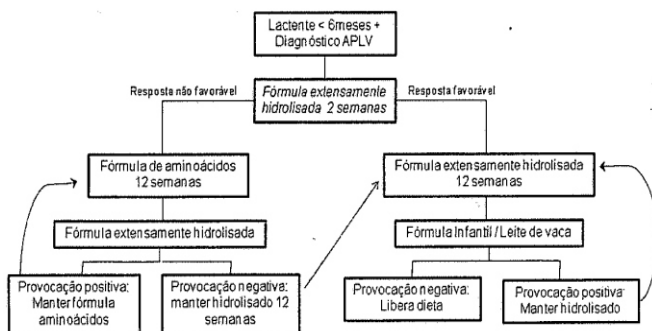 Lactente < 6meses +
Diagnóstico APLV
Resposta não favorável
Fórmula extensamente
hidrolisada 2 semanas
Resposta favorável
Fórmula de aminoácidos
12 semanas
Fórmula extensamente hidrolisada
12 semanas
Fórmula extensamente hidrolisada
Fórmula Infantil / Leite de vaca
Provocação positiva:
Manter fórmula
aminoácidos
Provocação negativa:
manter hidrolisado 12
semanas
Provocação negativa:
Libera dieta
Provocação positiva:
Manter hidrolisado